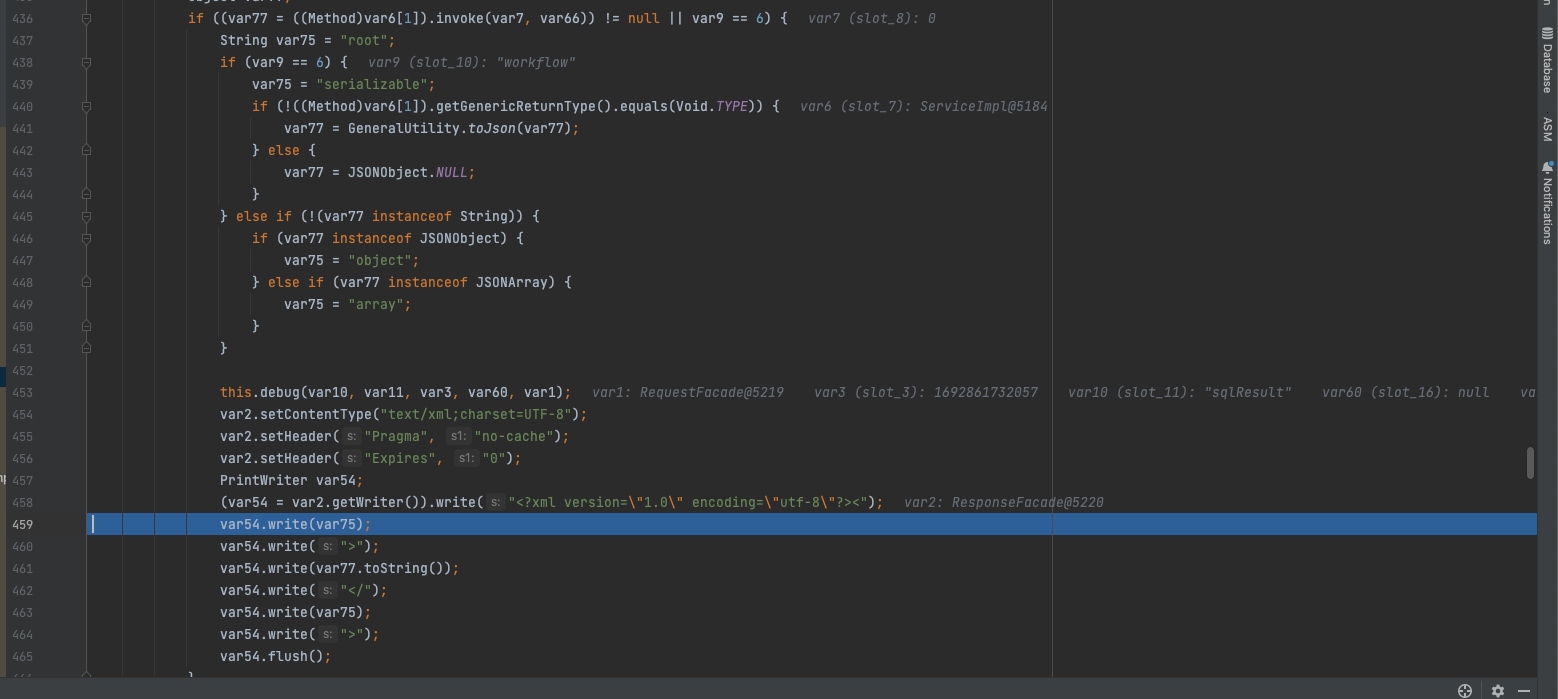 436 if ((var77 = ((Method)var6[1]).invoke(var7, var66)) != null || var9 == 6) { var7 (slot_8): 0
437 String var75 = "root";
438 if (var9 == 6) { var9 (slot_10): "workflow"
439 var75 = "serializable";
440 if (!((Method)var6[1]).getGenericReturnType().equals(Void.TYPE)) { var6 (slot_7): ServiceImpl@5184
441 var77 = GeneralUtility.toJson(var77);
442 } else {
443 var77 = JSONObject.NULL;
444 }
445 } else if (!(var77 instanceof String)) {
446 if (var77 instanceof JSONObject) {
447 var75 = "object";
448 } else if (var77 instanceof JSONArray) {
449 var75 = "array";
450 }
451 }
452
453 this.debug(var10, var11, var3, var60, var1); var1: RequestFacade@5219 var3 (slot_3): 1692861732057 var10 (slot_11): "sqlResult" var60 (slot_16): null va
454 var2.setContentType("text/xml;charset=UTF-8");
455 var2.setHeader( s: "Pragma", s1: "no-cache");
456 var2.setHeader( s: "Expires", s1: "0");
457 PrintWriter var54;
458 (var54 = var2.getWriter()).write( s: "<?xml version=\"1.0\" encoding=\"utf-8\"?><"); var2: ResponseFacade@5220
459 var54.write(var75);
460 var54.write( s: ">");
461 var54.write(var77.toString());
462 var54.write( s: "</");
463 var54.write(var75);
464 var54.write( s: ">");
465 var54.flush();
}
Database
ASM
Notifications